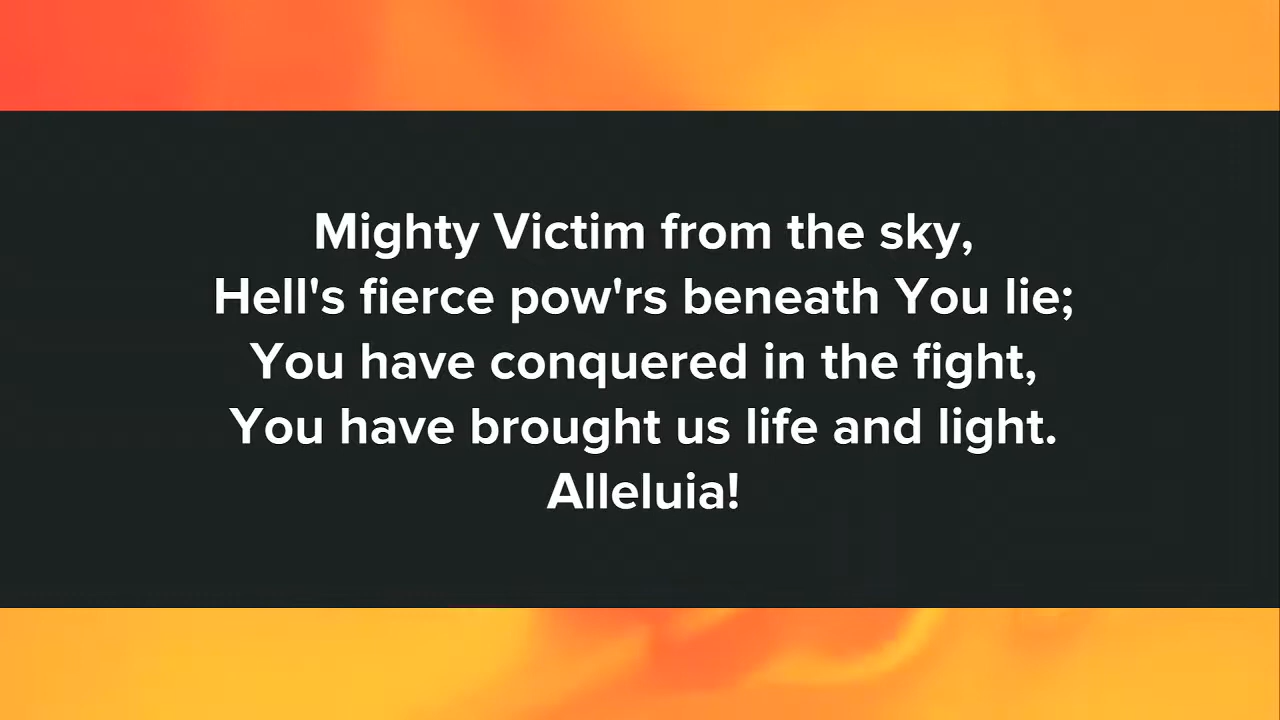 Mighty Victim from the sky,
Hell's fierce pow'rs beneath You lie;
You have conquered in the fight,
You have brought us life and light.
Alleluia!